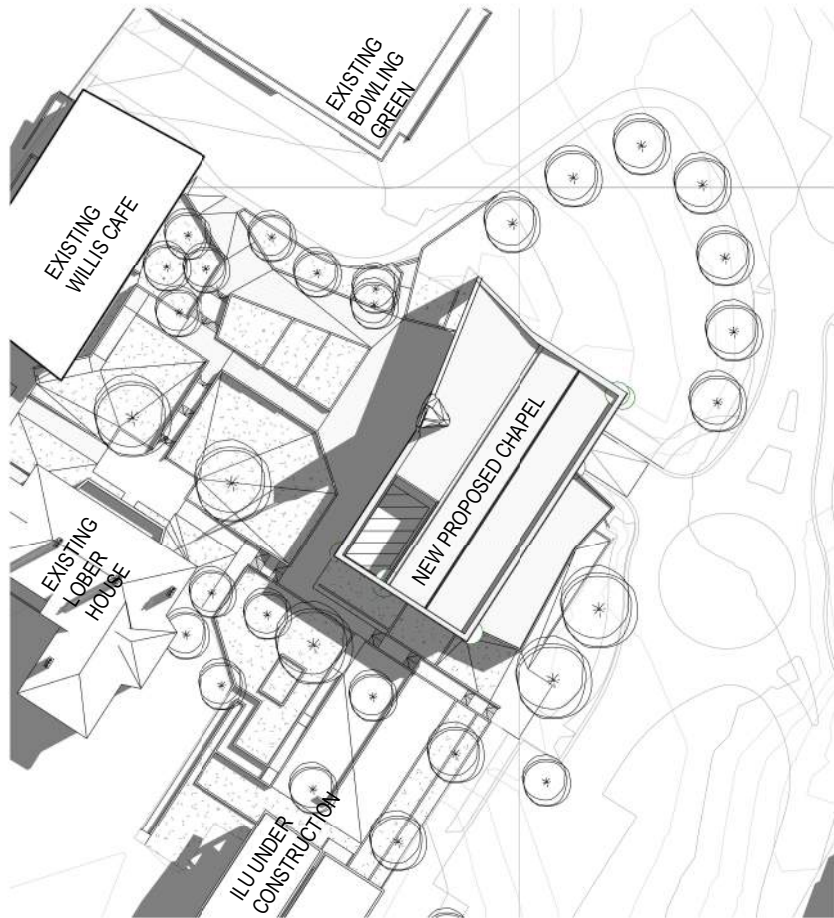 EXISTING
BOWLING
GREEN
EXISTING
WILLIS CAFE
NEW PROPOSED CHAPEL
EXISTING
LOBER
HOUSE
ILU UNDER
CONSTRUCTION